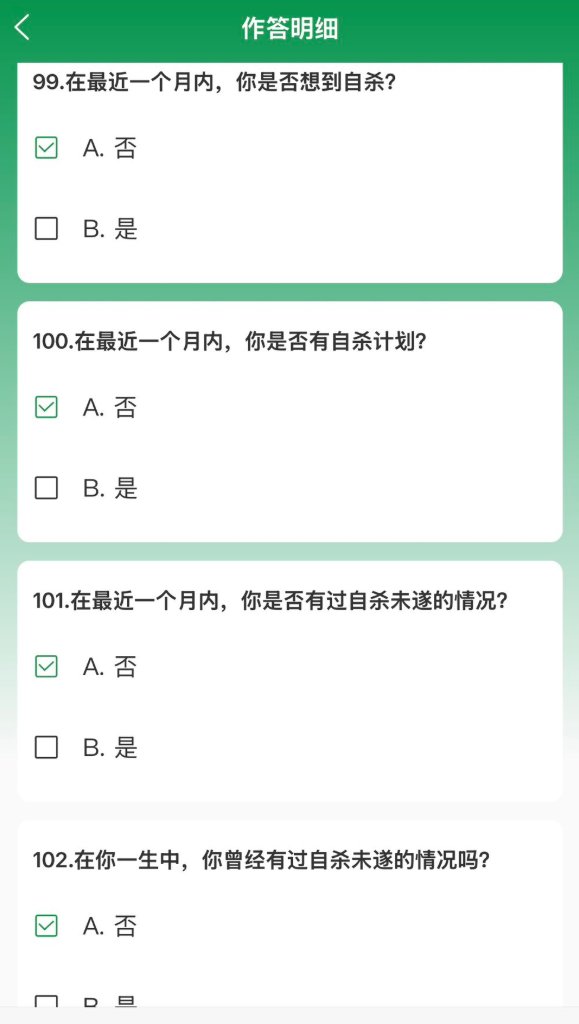 作答明细
99.在最近一个月内，你是否想到自杀?
A. 否
B. 是
100.在最近一个月内，你是否有自杀计划?
A. 否
B. 是
101.在最近一个月内，你是否有过自杀未遂的情况?
A. 否
B. 是
102.在你一生中，你曾经有过自杀未遂的情况吗?
A. 否